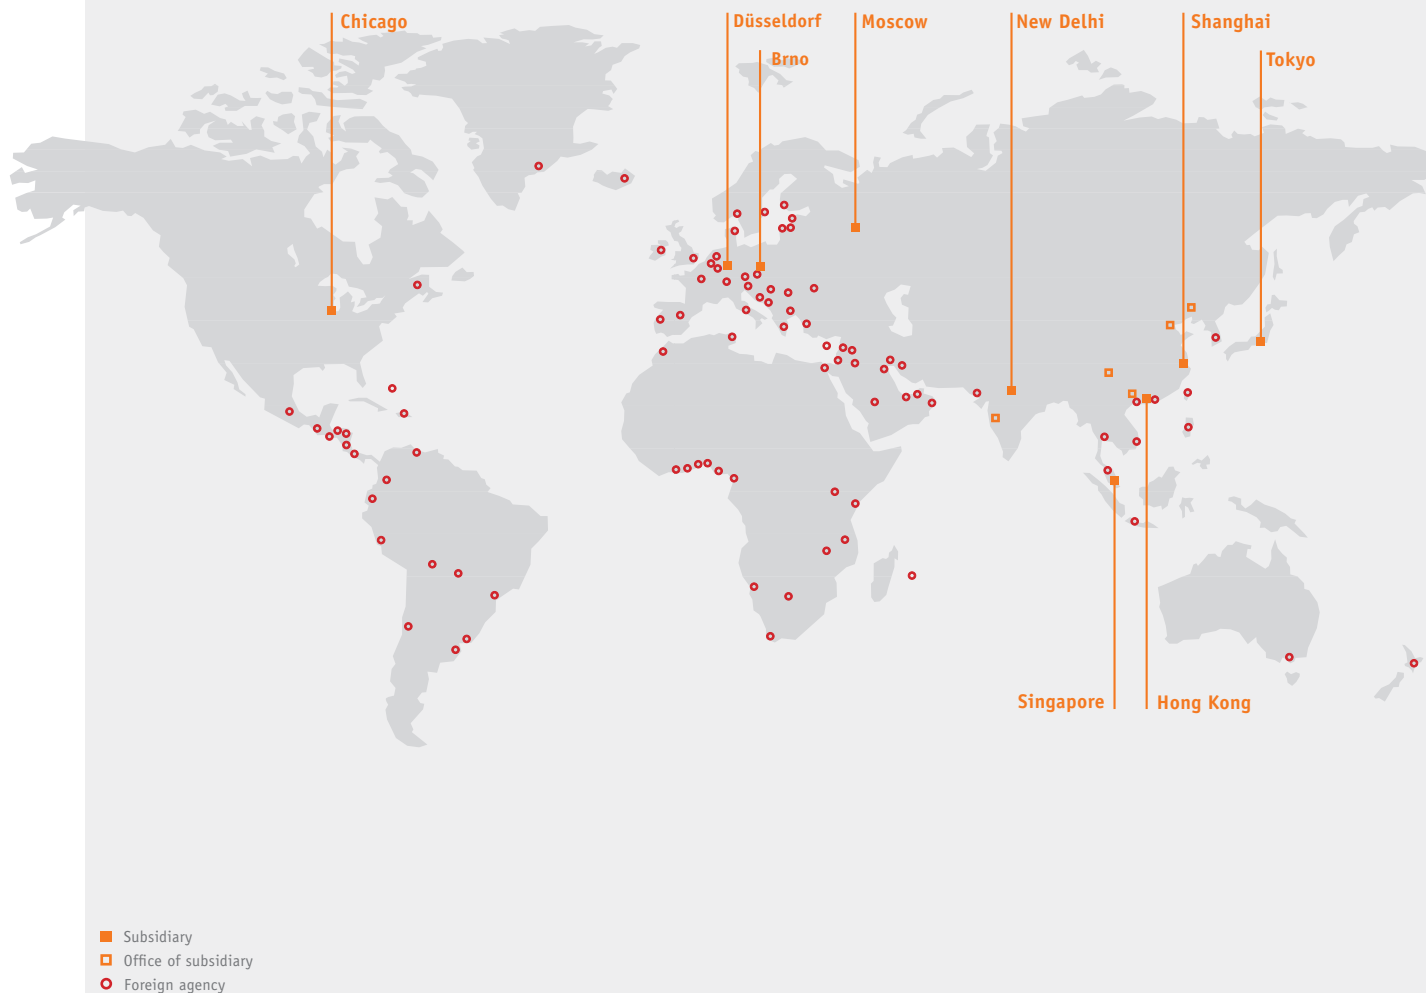 Chicago
Düsseldorf
Moscow
New Delhi
Shanghai
Brno
Tokyo
Singapore
Hong Kong
Subsidiary
Office of subsidiary
Foreign agency